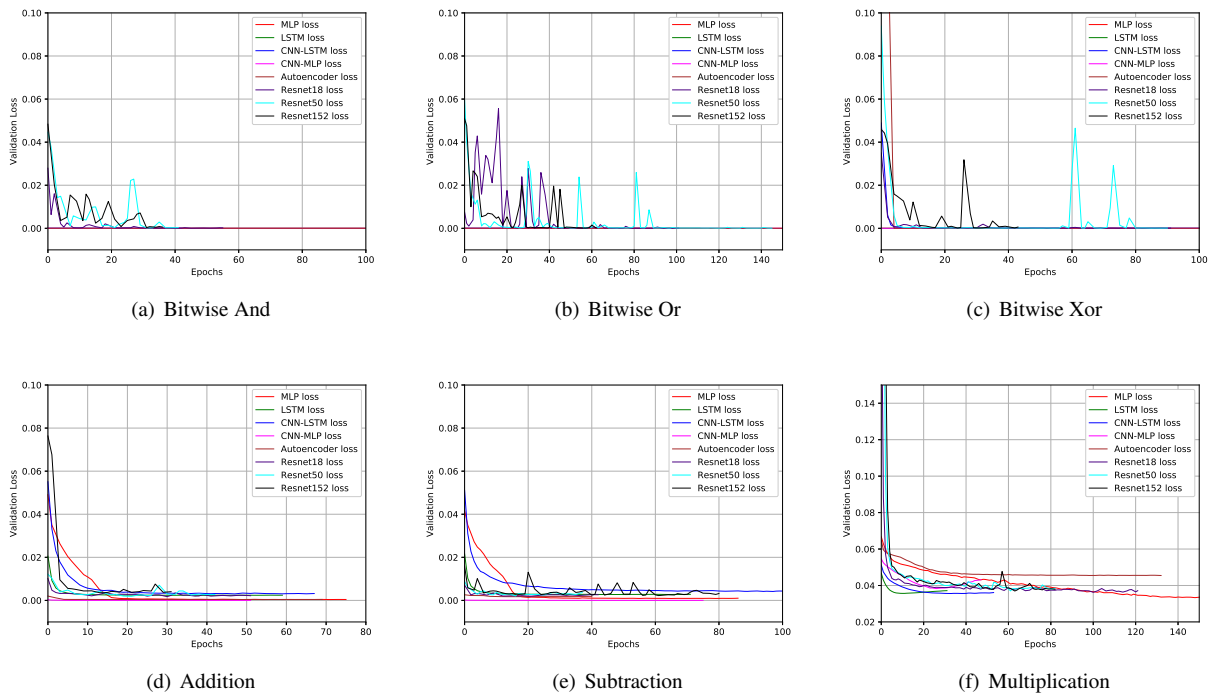 0.10
0.08
0.06
0.04
0.02
0.00
Validation Loss
0 20 40 60 80 100
Epochs
MLP loss
LSTM loss
CNN-LSTM loss
CNN-MLP loss
Autoencoder loss
Resnet18 loss
Resnet50 loss
Resnet152 loss
(a) Bitwise And
0.10
0.08
0.06
0.04
0.02
0.00
Validation Loss
0 20 40 60 80 100 120 140
Epochs
MLP loss
LSTM loss
CNN-LSTM loss
CNN-MLP loss
Autoencoder loss
Resnet18 loss
Resnet50 loss
Resnet152 loss
(b) Bitwise Or
0.10
0.08
0.06
0.04
0.02
0.00
Validation Loss
0 20 40 60 80 100
Epochs
MLP loss
LSTM loss
CNN-LSTM loss
CNN-MLP loss
Autoencoder loss
Resnet18 loss
Resnet50 loss
Resnet152 loss
(c) Bitwise Xor
0.10
0.08
0.06
0.04
0.02
0.00
Validation Loss
0 10 20 30 40 50 60 70 80
Epochs
MLP loss
LSTM loss
CNN-LSTM loss
CNN-MLP loss
Autoencoder loss
Resnet18 loss
Resnet50 loss
Resnet152 loss
(d) Addition
0.10
0.08
0.06
0.04
0.02
0.00
Validation Loss
0 20 40 60 80 100
Epochs
MLP loss
LSTM loss
CNN-LSTM loss
CNN-MLP loss
Autoencoder loss
Resnet18 loss
Resnet50 loss
Resnet152 loss
(e) Subtraction
0.14
0.12
0.10
0.08
0.06
0.04
0.02
Validation Loss
0 20 40 60 80 100 120 140
Epochs
MLP loss
LSTM loss
CNN-LSTM loss
CNN-MLP loss
Autoencoder loss
Resnet18 loss
Resnet50 loss
Resnet152 loss
(f) Multiplication